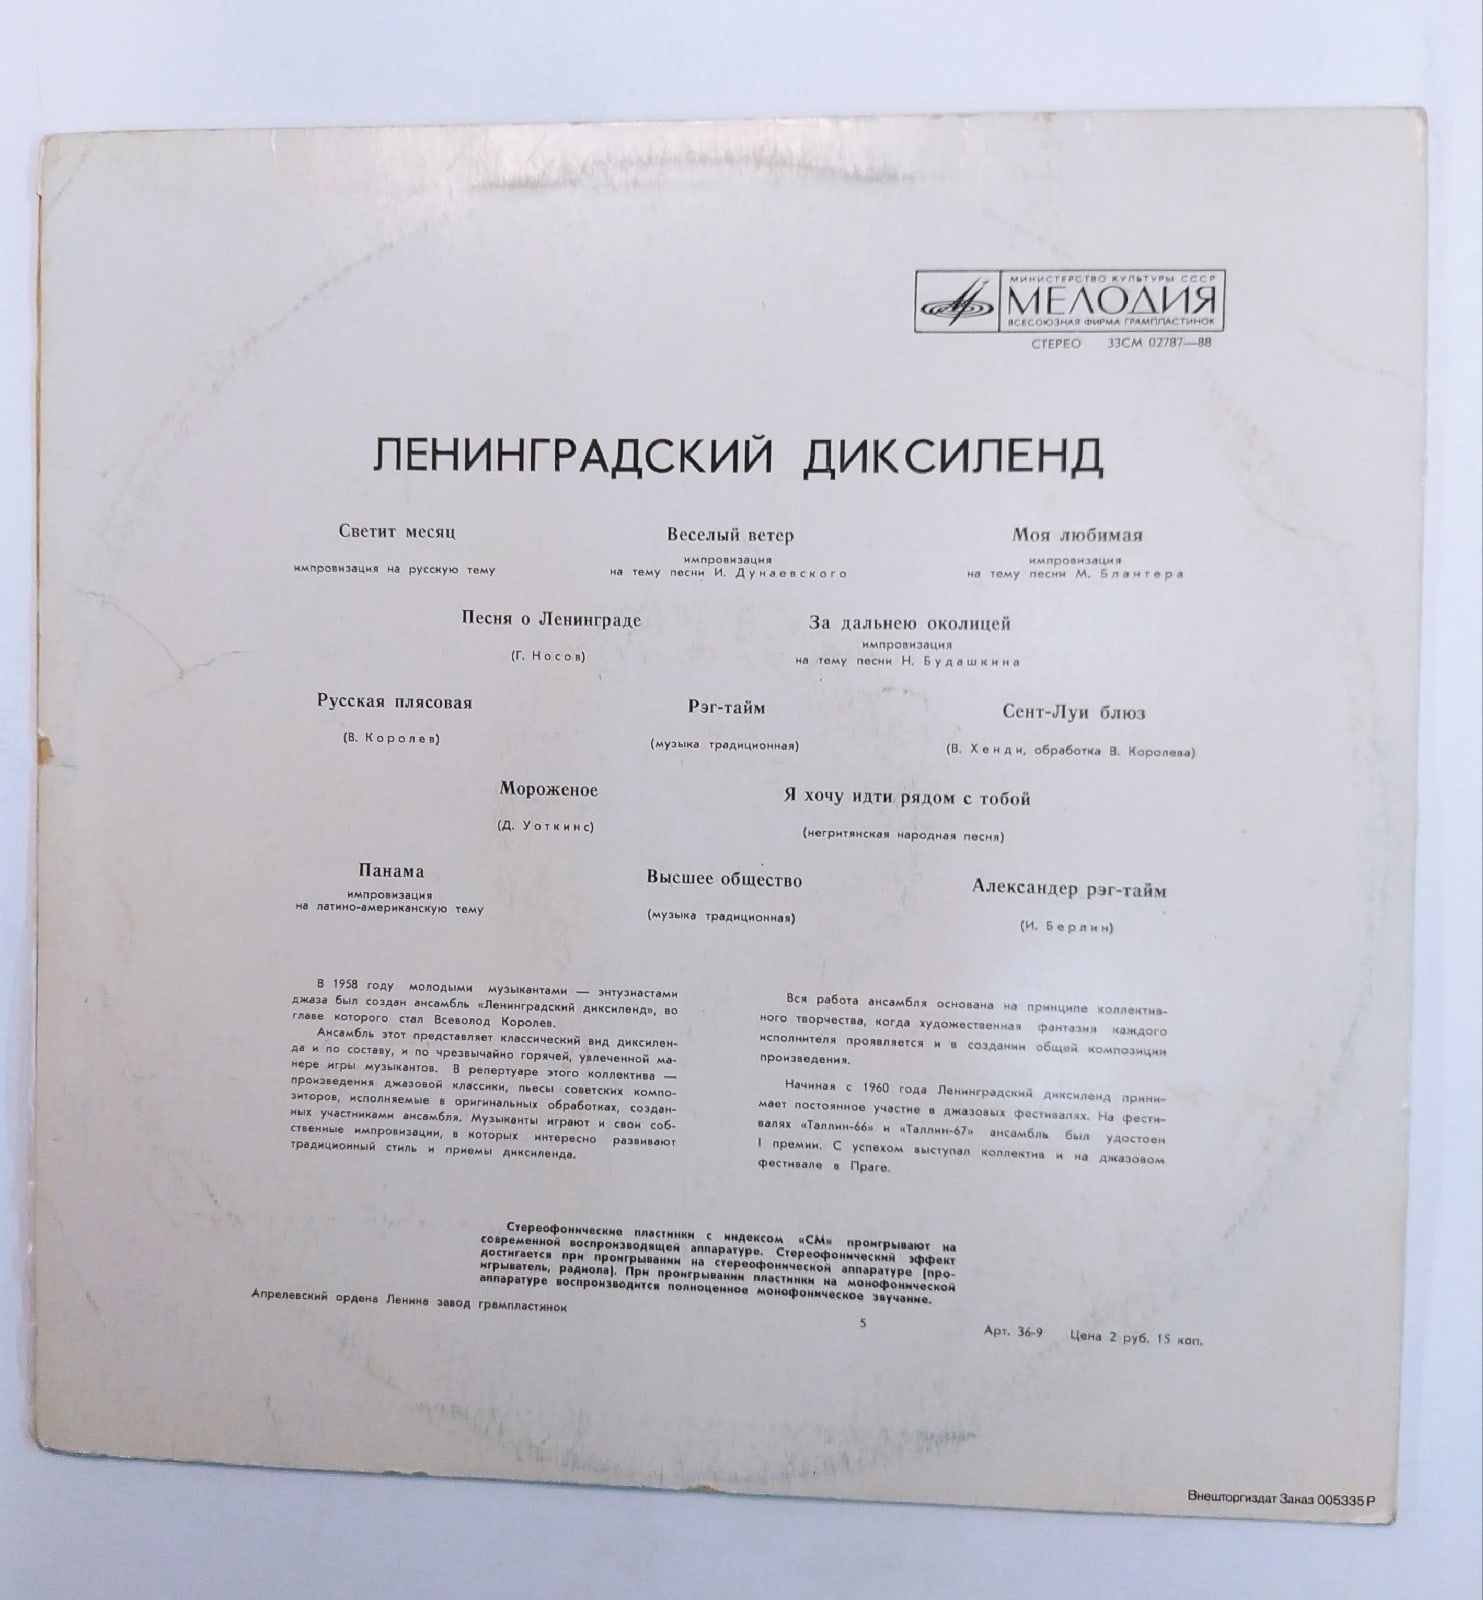 МИНИСТЕРСТВО КУЛЬТУРЫ СССР
МЕЛОДИЯ
ВСЕСОЮЗНАЯ ФИРМА ГРАМПЛАСТИНОК
СТЕРЕО 33СМ 02787—88
ЛЕНИНГРАДСКИЙ ДИКСИЛЕНД
Светит месяц
импровизация на русскую тему
Веселый ветер
импровизация
на тему песни И. Дунаевского
Моя любимая
импровизация
на тему песни М. Блантера
Песня о Ленинграде
(Г. Носов)
За дальнею околицей
импровизация
на тему песни Н. Будашкина
Русская плясовая
(В. Королев)
Рэг-тайм
(музыка традиционная)
Сент-Луи блюз
(В. Хенди, обработка В. Королева)
Мороженое
(Д. Уоткинс)
Я хочу идти рядом с тобой
(негритянская народная песня)
Панама
импровизация
на латино-американскую тему
Высшее общество
(музыка традиционная)
Александер рэг-тайм
(И. Берлин)
В 1958 году молодыми музыкантами — энтузиастами
джаза был создан ансамбль «Ленинградский диксиленд», во
главе которого стал Всеволод Королев.
Ансамбль этот представляет классический вид диксилен-
да и по составу, и по чрезвычайно горячей, увлеченной ма-
нере игры музыкантов. В репертуаре этого коллектива —
произведения джазовой классики, пьесы советских компо-
зиторов, исполняемые в оригинальных обработках, создан-
ных участниками ансамбля. Музыканты играют и свои соб-
ственные импровизации, в которых интересно развивают
традиционный стиль и приемы диксиленда.
Вся работа ансамбля основана на принципе коллектив-
ного творчества, когда художественная фантазия каждого
исполнителя проявляется и в создании общей композиции
произведения.
Начиная с 1960 года Ленинградский диксиленд прини-
мает постоянное участие в джазовых фестивалях. На фести-
валях «Таллин-66» и «Таллин-67» ансамбль был удостоен
I премии. С успехом выступал коллектив и на джазовом
фестивале в Праге.
Стереофонические пластинки с индексом «СМ» проигрывают на
современной воспроизводящей аппаратуре. Стереофонический эффект
достигается при проигрывании на стереофонической аппаратуре (про-
игрыватель, радиола). При проигрывании пластинки на монофонической
аппаратуре воспроизводится полноценное монофоническое звучание.
Апрелевский ордена Ленина завод грампластинок
5
Арт. 36-9 Цена 2 руб. 15 коп.
Внешторгиздат Заказ 005335Р